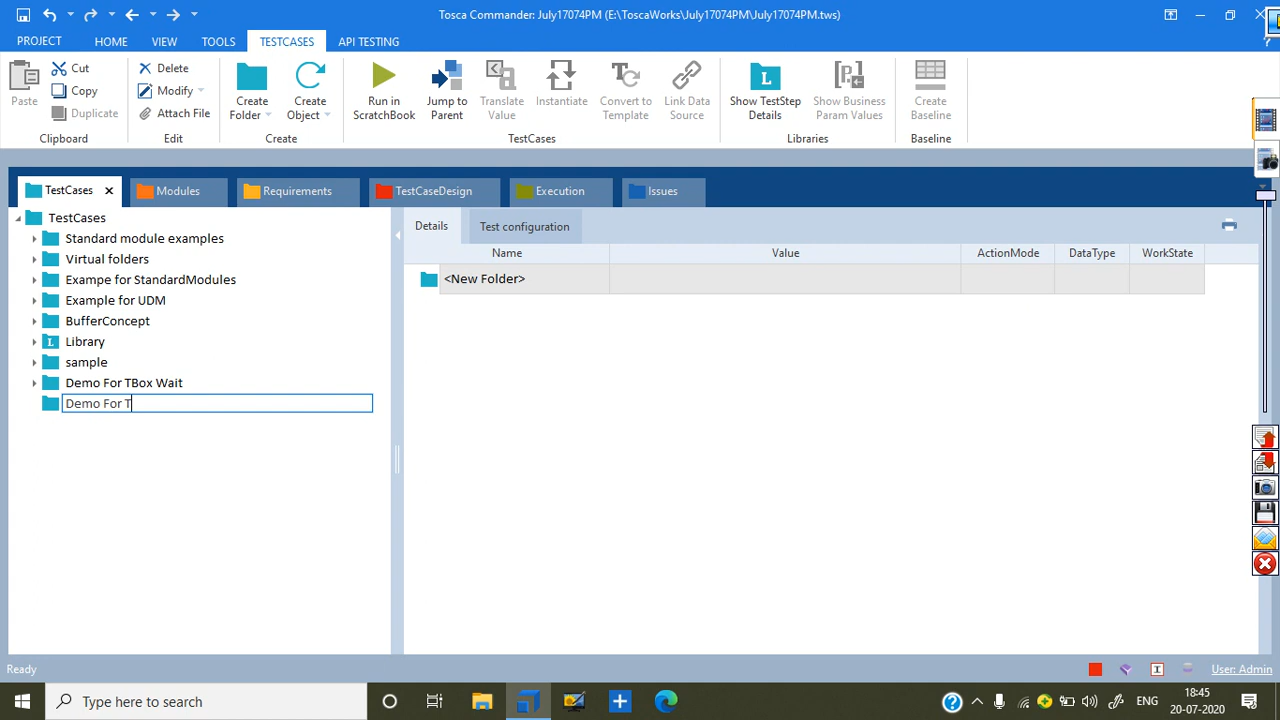 Tosca Commander: July17074PM (E:\ToscaWorks\July17074PM\July17074PM.tws)
PROJECT HOME VIEW TOOLS TESTCASES API TESTING
Paste
Cut
Copy
Duplicate
Clipboard
Delete
Modify
Attach File
Edit
Create Folder
Create Object
Create
Run in ScratchBook
Jump to Parent
Translate Value
Instantiate
Convert to Template
Link Data Source
TestCases
Show TestStep Details
Show Business Param Values
Libraries
Create Baseline
Baseline
TestCases Modules Requirements TestCaseDesign Execution Issues
TestCases
Standard module examples
Virtual folders
Exampe for StandardModules
Example for UDM
BufferConcept
Library
sample
Demo For TBox Wait
Demo For T
Details Test configuration
Name Value ActionMode DataType WorkState
<New Folder>
Ready
User: Admin
Type here to search
ENG
18:45
20-07-2020